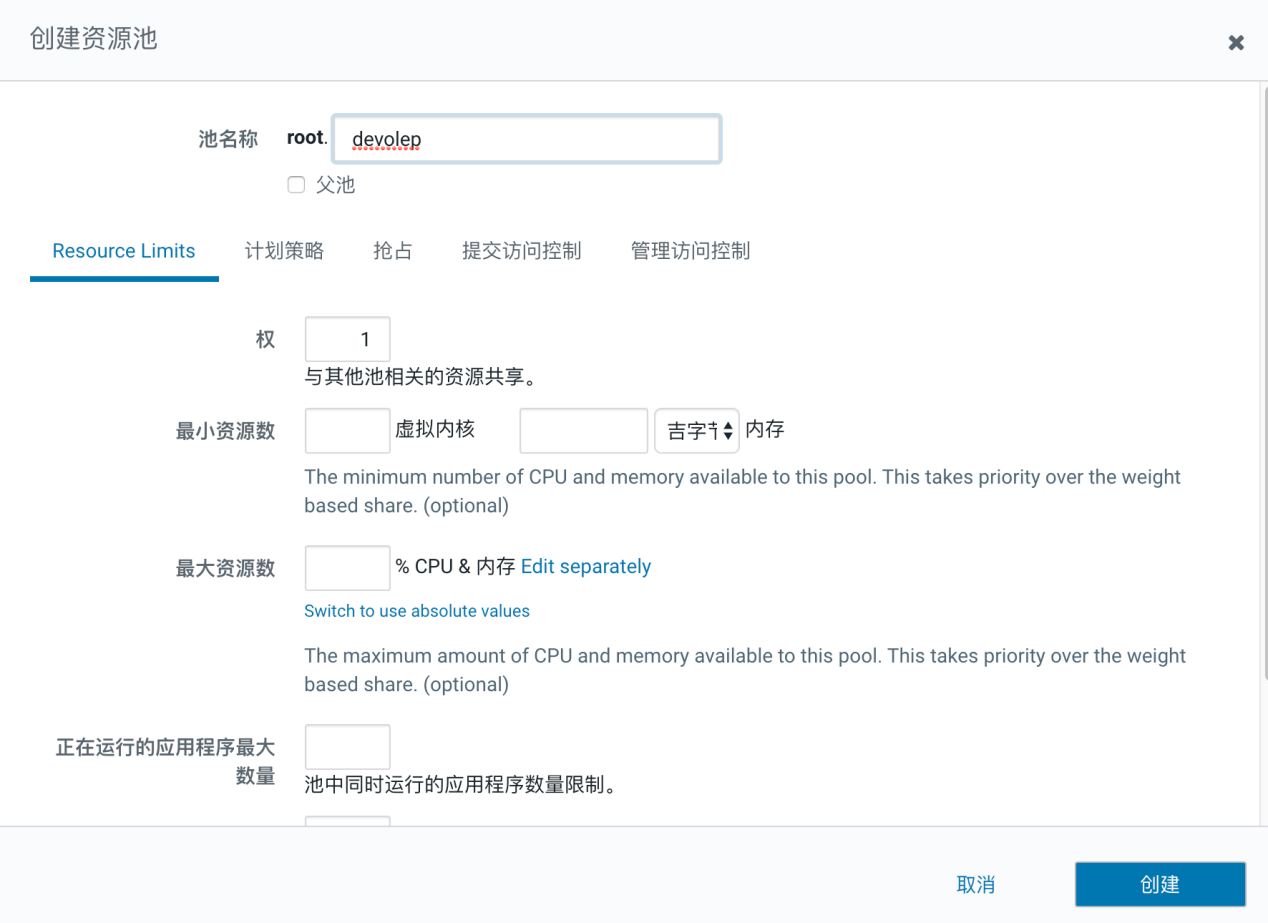 创建资源池
池名称 root. devolep
父池
Resource Limits 计划策略 抢占 提交访问控制 管理访问控制
权 1
与其他池相关的资源共享。
最小资源数 虚拟内核 吉字节 内存
The minimum number of CPU and memory available to this pool. This takes priority over the weight
based share. (optional)
最大资源数 % CPU & 内存 Edit separately
Switch to use absolute values
The maximum amount of CPU and memory available to this pool. This takes priority over the weight
based share. (optional)
正在运行的应用程序最大
数量
池中同时运行的应用程序数量限制。
取消 创建